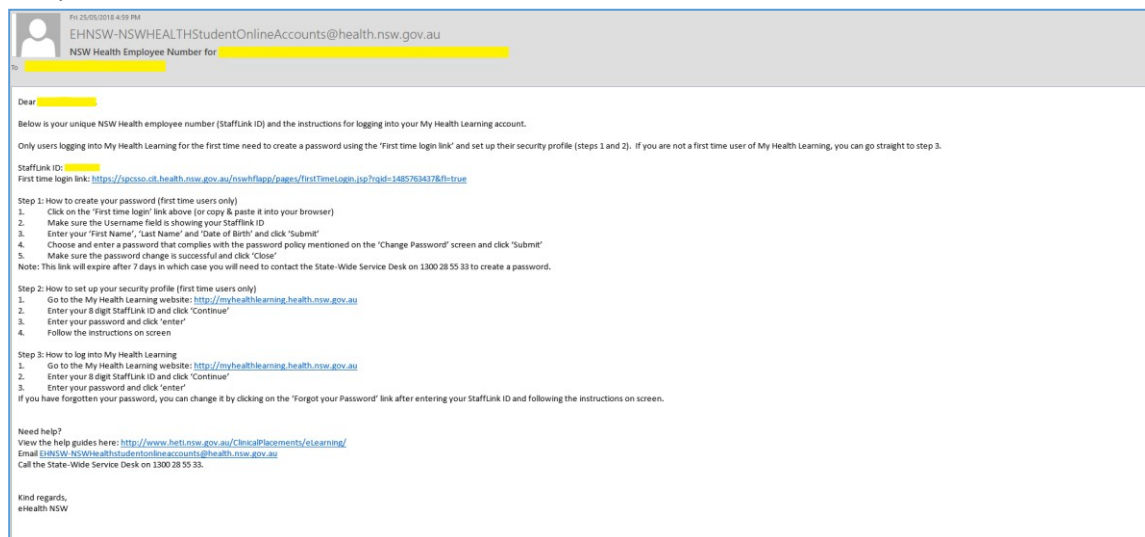 Fri 25/05/2018 4:59 PM
EHNSW-NSWHEALTHStudentOnlineAccounts@health.nsw.gov.au
NSW Health Employee Number for
To
Dear
Below is your unique NSW Health employee number (StaffLink ID) and the instructions for logging into your My Health Learning account.
Only users logging into My Health Learning for the first time need to create a password using the 'First time login link' and set up their security profile (steps 1 and 2). If you are not a first time user of My Health Learning, you can go straight to step 3.
StaffLink ID:
First time login link: https://spcsso.cit.health.nsw.gov.au/nswhflapp/pages/firstTimeLogin.jsp?rqid=1485763437&fl=true
Step 1: How to create your password (first time users only)
1. Click on the 'First time login' link above (or copy & paste it into your browser)
2. Make sure the Username field is showing your Stafflink ID
3. Enter your 'First Name', 'Last Name' and 'Date of Birth' and click 'Submit'
4. Choose and enter a password that complies with the password policy mentioned on the 'Change Password' screen and click 'Submit'
5. Make sure the password change is successful and click 'Close'
Note: This link will expire after 7 days in which case you will need to contact the State-Wide Service Desk on 1300 28 55 33 to create a password.
Step 2: How to set up your security profile (first time users only)
1. Go to the My Health Learning website: http://myhealthlearning.health.nsw.gov.au
2. Enter your 8 digit StaffLink ID and click 'Continue'
3. Enter your password and click 'enter'
4. Follow the instructions on screen
Step 3: How to log into My Health Learning
1. Go to the My Health Learning website: http://myhealthlearning.health.nsw.gov.au
2. Enter your 8 digit StaffLink ID and click 'Continue'
3. Enter your password and click 'enter'
If you have forgotten your password, you can change it by clicking on the 'Forgot your Password' link after entering your StaffLink ID and following the instructions on screen.
Need help?
View the help guides here: http://www.heti.nsw.gov.au/ClinicalPlacements/eLearning/
Email EHNSW-NSWHealthstudentonlineaccounts@health.nsw.gov.au
Call the State-Wide Service Desk on 1300 28 55 33.
Kind regards,
eHealth NSW